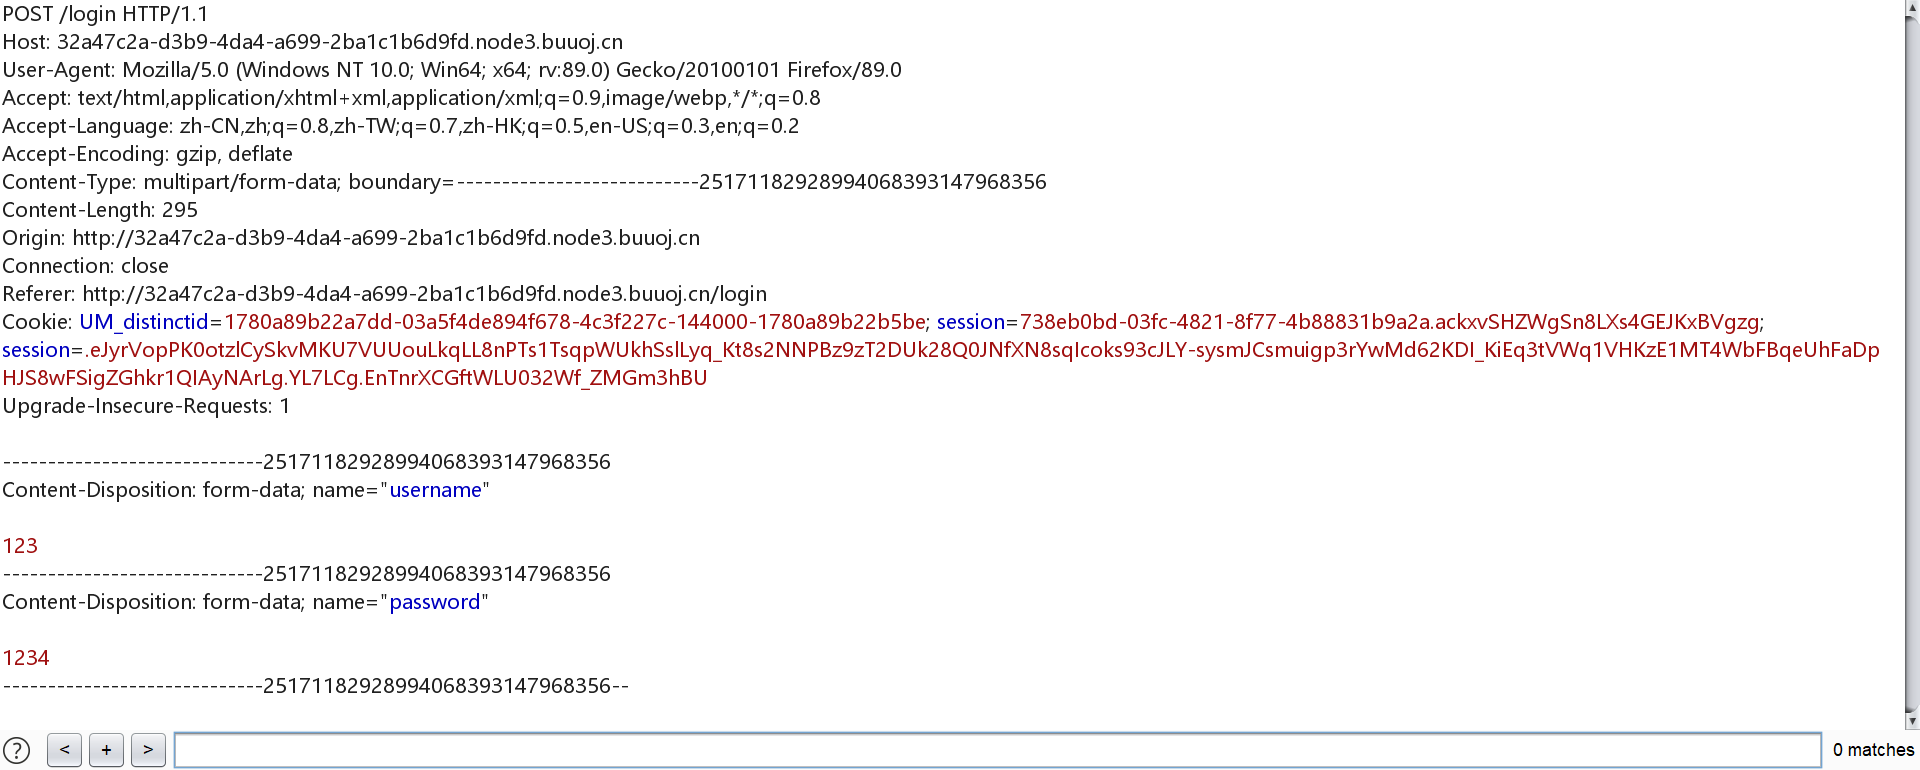 POST /login HTTP/1.1
Host: 32a47c2a-d3b9-4da4-a699-2ba1c1b6d9fd.node3.buuoj.cn
User-Agent: Mozilla/5.0 (Windows NT 10.0; Win64; x64; rv:89.0) Gecko/20100101 Firefox/89.0
Accept: text/html,application/xhtml+xml,application/xml;q=0.9,image/webp,*/*;q=0.8
Accept-Language: zh-CN,zh;q=0.8,zh-TW;q=0.7,zh-HK;q=0.5,en-US;q=0.3,en;q=0.2
Accept-Encoding: gzip, deflate
Content-Type: multipart/form-data; boundary=---------------------------25171182928994068393147968356
Content-Length: 295
Origin: http://32a47c2a-d3b9-4da4-a699-2ba1c1b6d9fd.node3.buuoj.cn
Connection: close
Referer: http://32a47c2a-d3b9-4da4-a699-2ba1c1b6d9fd.node3.buuoj.cn/login
Cookie: UM_distinctid=1780a89b22a7dd-03a5f4de894f678-4c3f227c-144000-1780a89b22b5be; session=738eb0bd-03fc-4821-8f77-4b88831b9a2a.ackxvSHZWgSn8LXs4GEJKxBVgzg;
session=.eJyrVopPK0otzlCySkvMKU7VUUouLkqLL8nPTs1TsqpWUkhSslLyq_Kt8s2NNPBz9zT2DUk28Q0JNfXN8sqIcoks93cJLY-sysmJCsmuigp3rYwMd62KDI_KiEq3tVWq1VHKzE1MT4WbFBqeUhFaDp
HJS8wFSigZGhkr1QIAyNArLg.YL7LCg.EnTnrXCGftWLU032Wf_ZMGm3hBU
Upgrade-Insecure-Requests: 1
-----------------------------25171182928994068393147968356
Content-Disposition: form-data; name="username"
123
-----------------------------25171182928994068393147968356
Content-Disposition: form-data; name="password"
1234
-----------------------------25171182928994068393147968356--
? < + > 0 matches